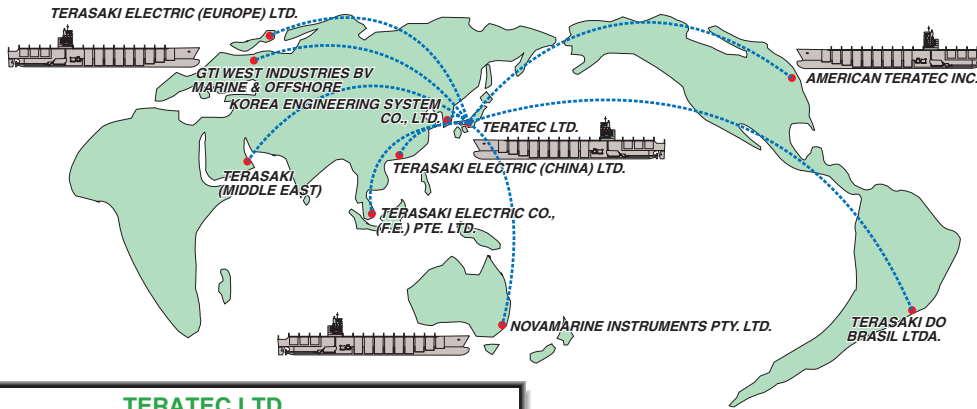 TERASAKI ELECTRIC (EUROPE) LTD.
GTI WEST INDUSTRIES BV
MARINE & OFFSHORE
KOREA ENGINEERING SYSTEM
CO., LTD.
AMERICAN TERATEC INC.
TERATEC LTD.
TERASAKI ELECTRIC (CHINA) LTD.
TERASAKI
(MIDDLE EAST)
TERASAKI ELECTRIC CO.,
(F.E.) PTE. LTD.
NOVAMARINE INSTRUMENTS PTY. LTD.
TERASAKI DO
BRASIL LTDA.
TERATEC LTD